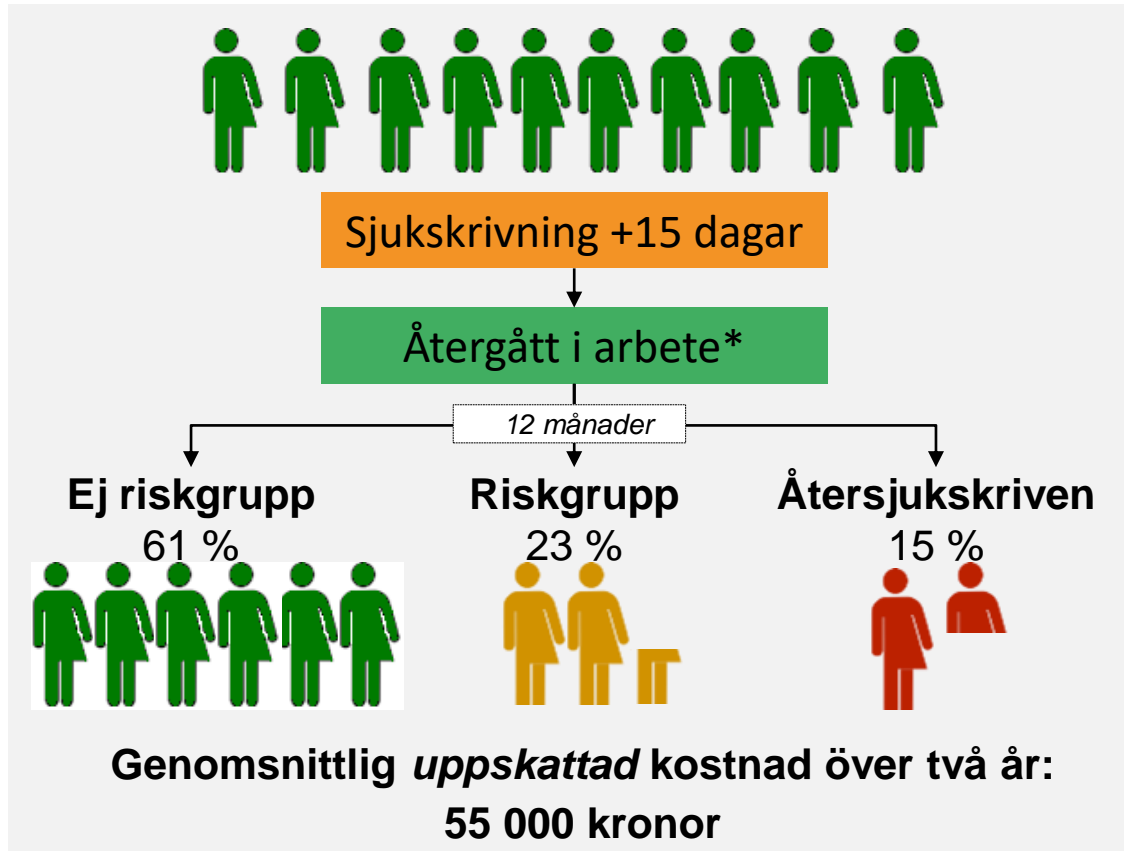 Sjukskrivning +15 dagar
Återgått i arbete*
12 månader
Ej riskgrupp
61 %
Riskgrupp
23 %
Återsjukskriven
15 %
Genomsnittlig uppskattad kostnad över två år:
55 000 kronor